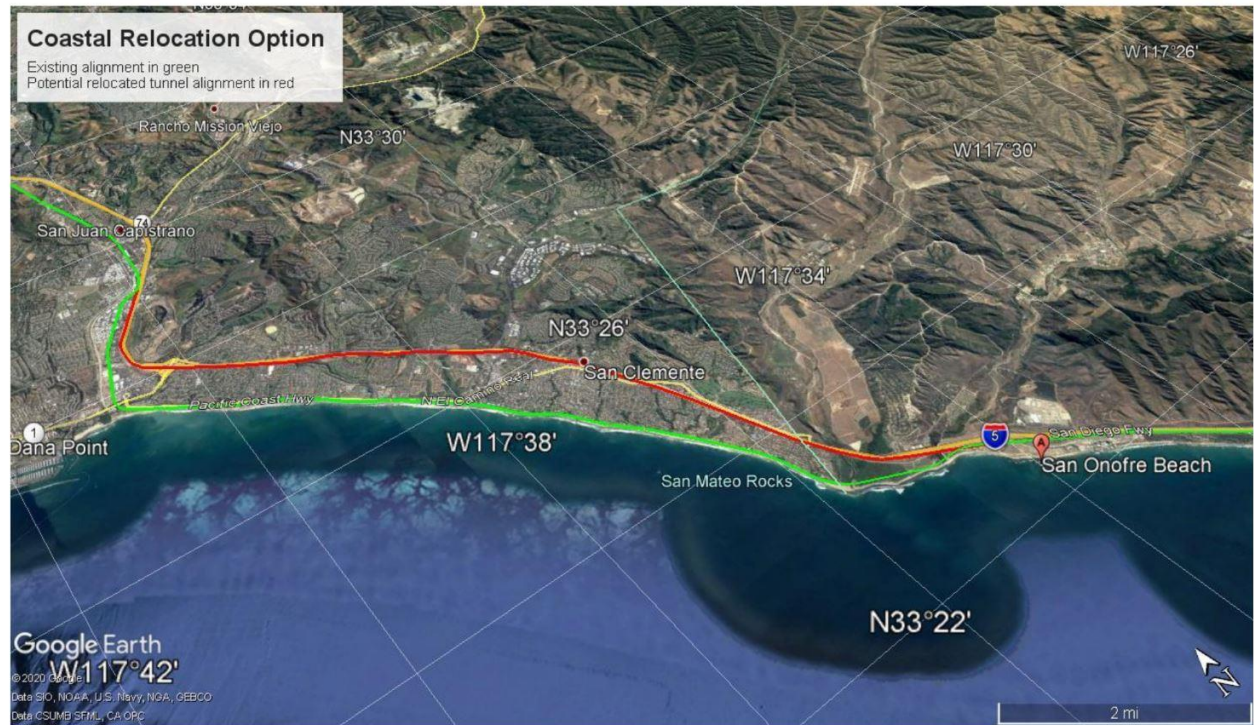 Coastal Relocation Option
Existing alignment in green
Potential relocated tunnel alignment in red
W117°26'
Rancho Mission Viejo
N33°30'
W117°30'
74
San Juan Capistrano
W117°34'
N33°26'
San Clemente
Pacific Coast Hwy
N El Camino Real
1
Dana Point
W117°38'
5
San Diego Fwy
A
San Onofre Beach
San Mateo Rocks
N33°22'
Google Earth
W117°42'
© 2020 Google
Data SIO, NOAA, U.S. Navy, NGA, GEBCO
Data CSUMB SFML, CA OPC
N
2 mi